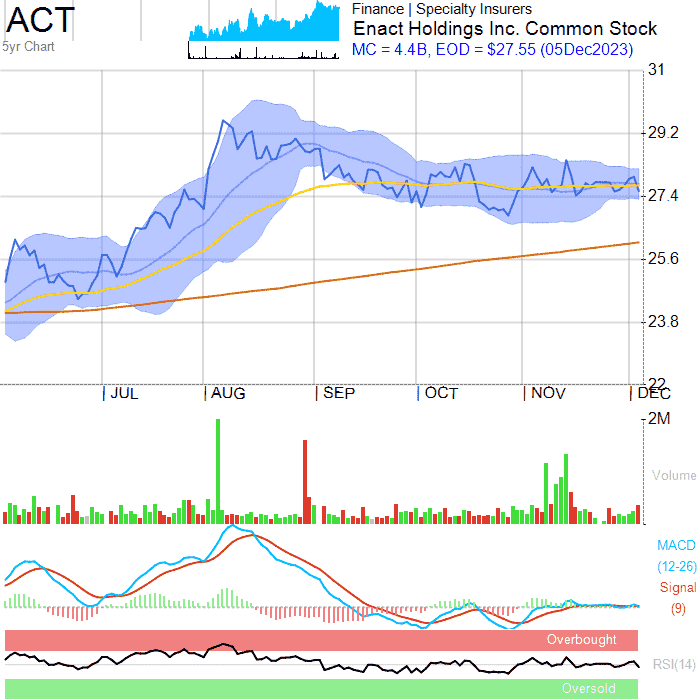 ACT
5yr Chart
Finance | Specialty Insurers
Enact Holdings Inc. Common Stock
MC = 4.4B, EOD = $27.55 (05Dec2023)
31
29.2
27.4
25.6
23.8
22
| JUL
| AUG
| SEP
| OCT
| NOV
| DEC
2M
Volume
MACD
(12-26)
Signal
(9)
Overbought
RSI(14)
Oversold